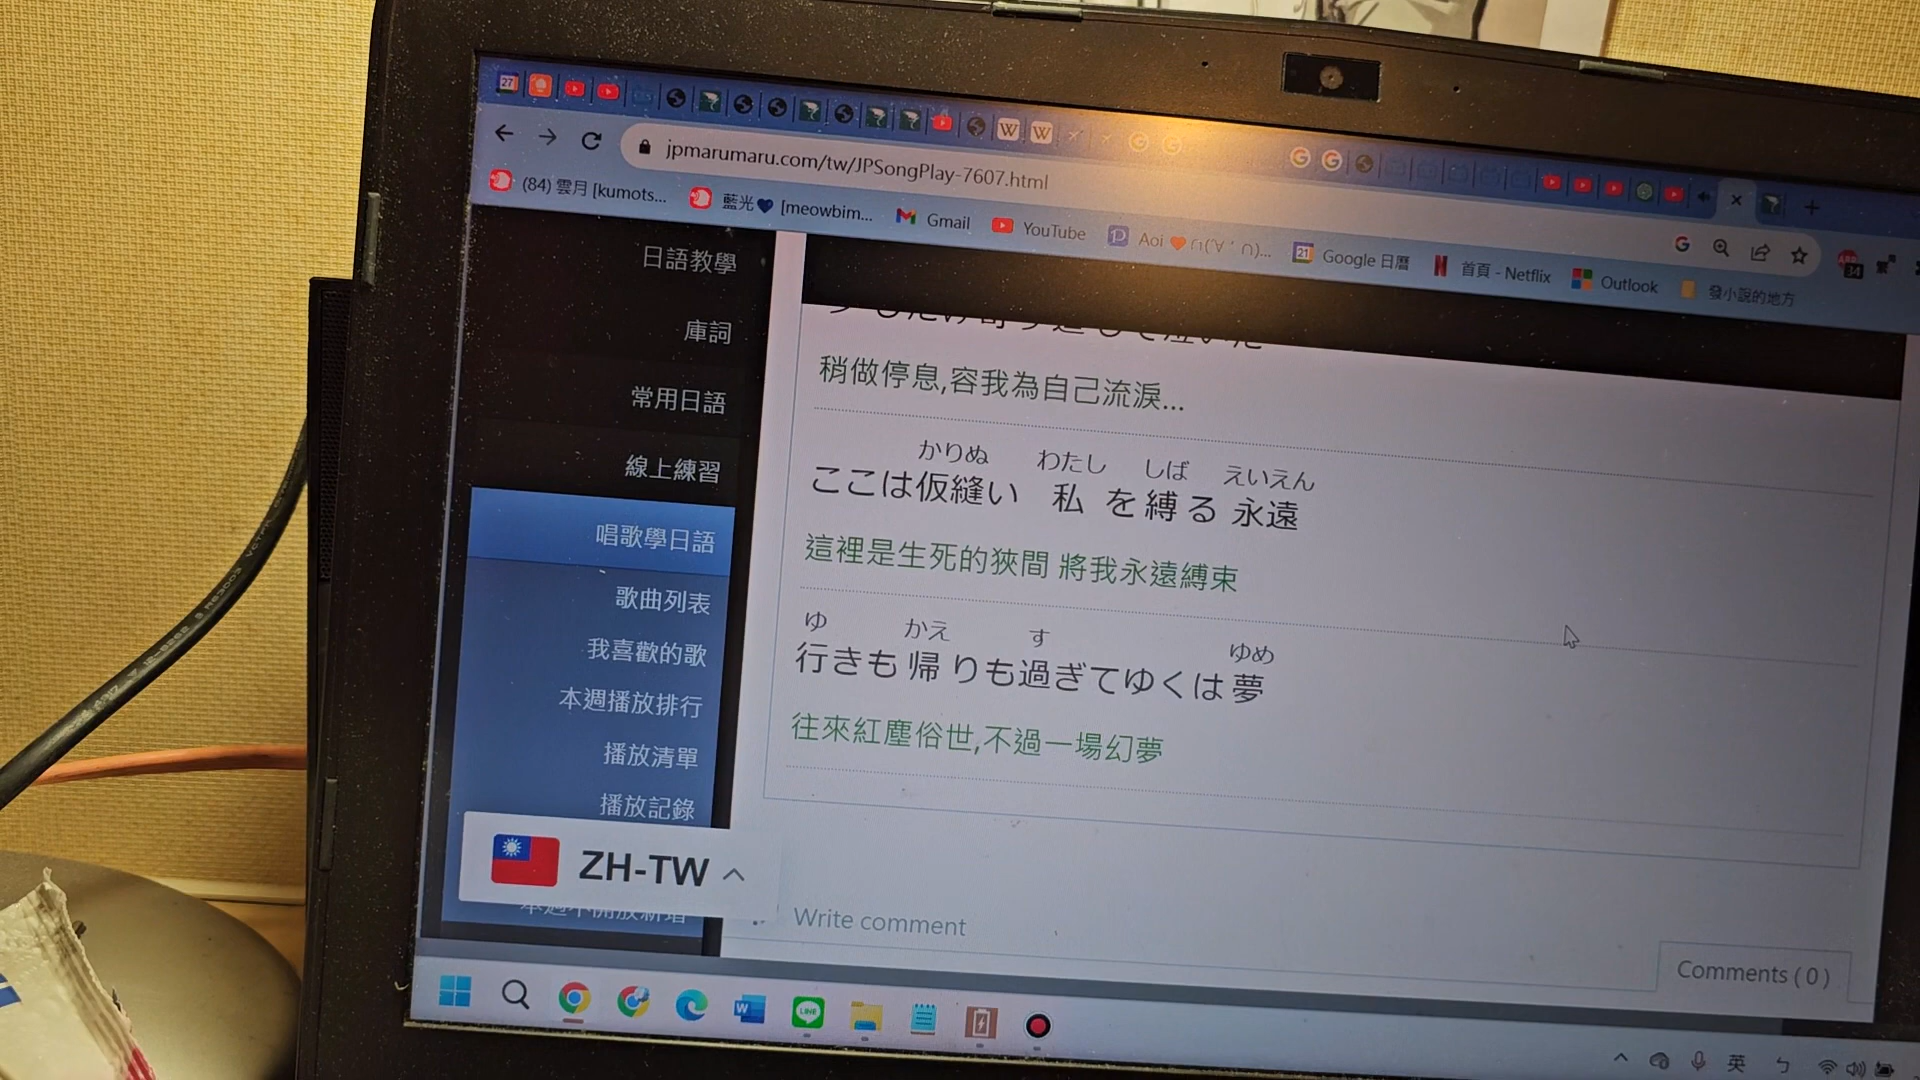 jpmarumaru.com/tw/JPSongPlay-7607.html
(84) 雲月 [kumots...
藍光💙 [meowbim...
Gmail
YouTube
Aoi
Google 日曆
首頁 - Netflix
Outlook
發小說的地方
日語教學
庫詞
常用日語
線上練習
唱歌學日語
歌曲列表
我喜歡的歌
本週播放排行
播放清單
播放記錄
ZH-TW
稍做停息,容我為自己流淚...
かりぬ わたし しば えいえん
ここは仮縫い 私を縛る 永遠
這裡是生死的狹間 將我永遠縛束
ゆ かえ す ゆめ
行きも帰りも過ぎてゆくは夢
往來紅塵俗世,不過一場幻夢
Write comment
Comments ( 0 )
英
ㄅ